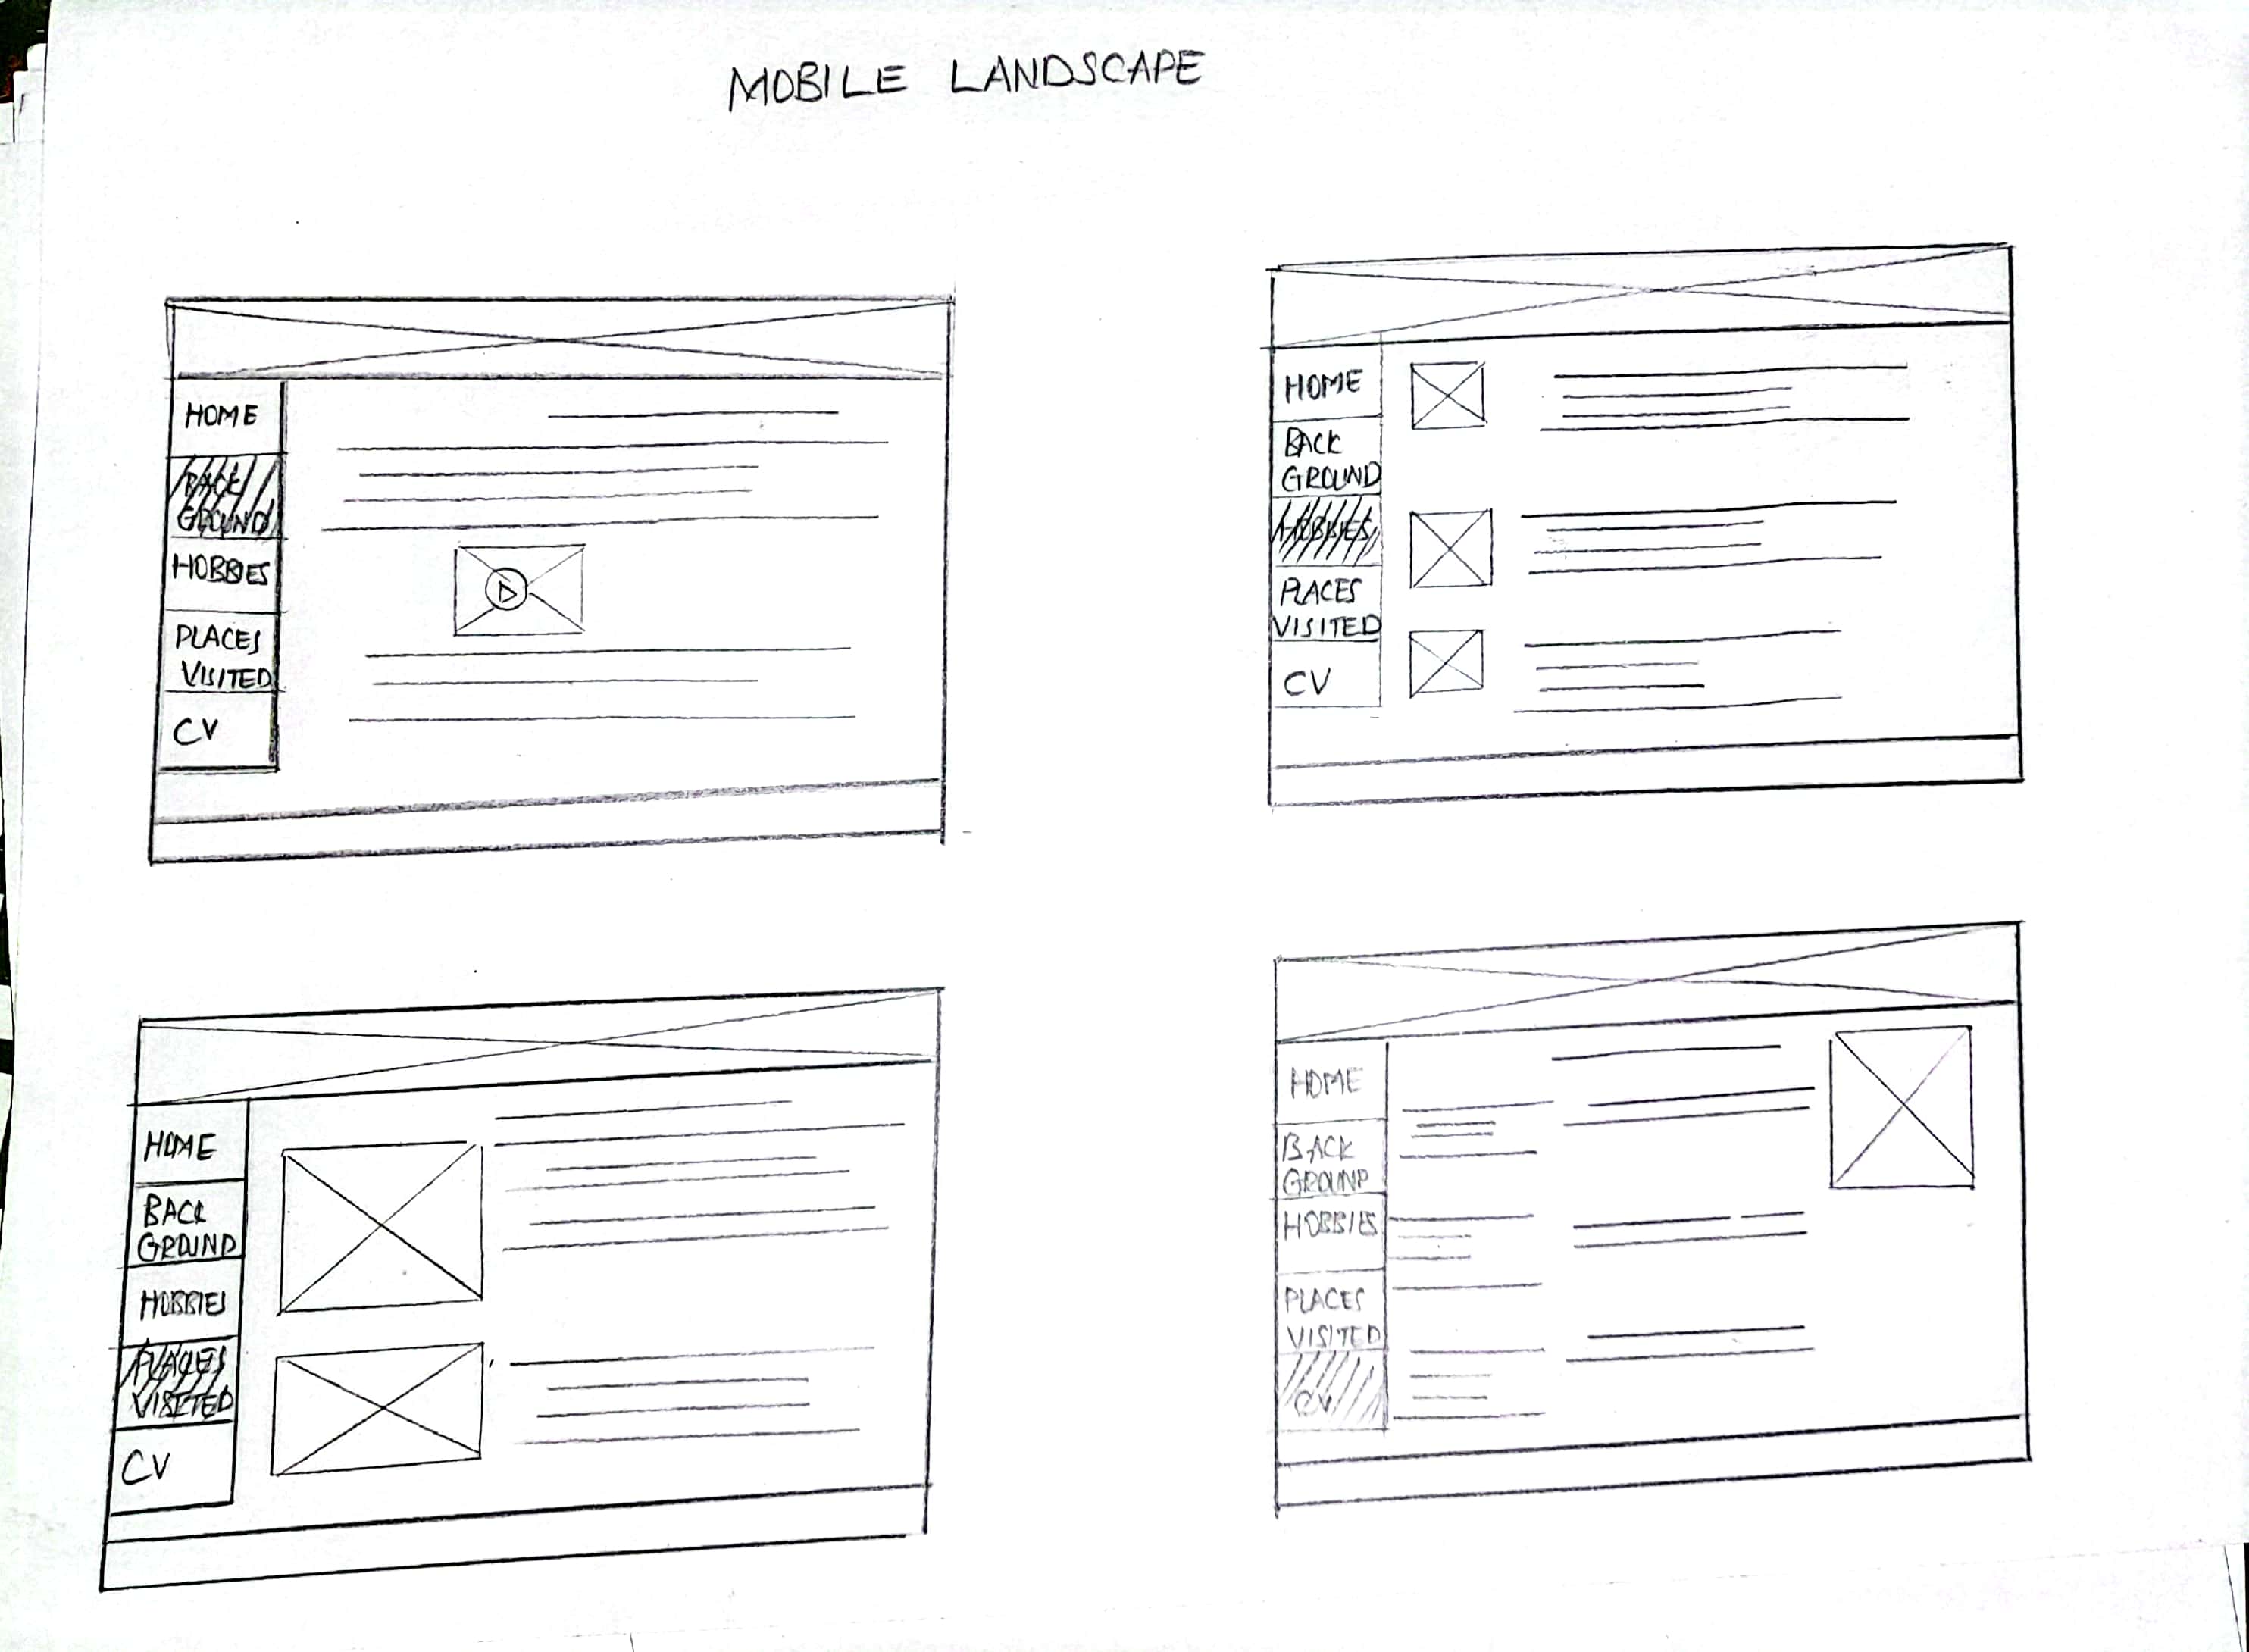 MOBILE LANDSCAPE
HOME
BACK
GROUND
HOBBIES
PLACES
VISITED
CV
HOME
BACK
GROUND
HOBBIES
PLACES
VISITED
CV
HOME
BACK
GROUND
HOBBIES
PLACES
VISITED
CV
HOME
BACK
GROUND
HOBBIES
PLACES
VISITED
CV